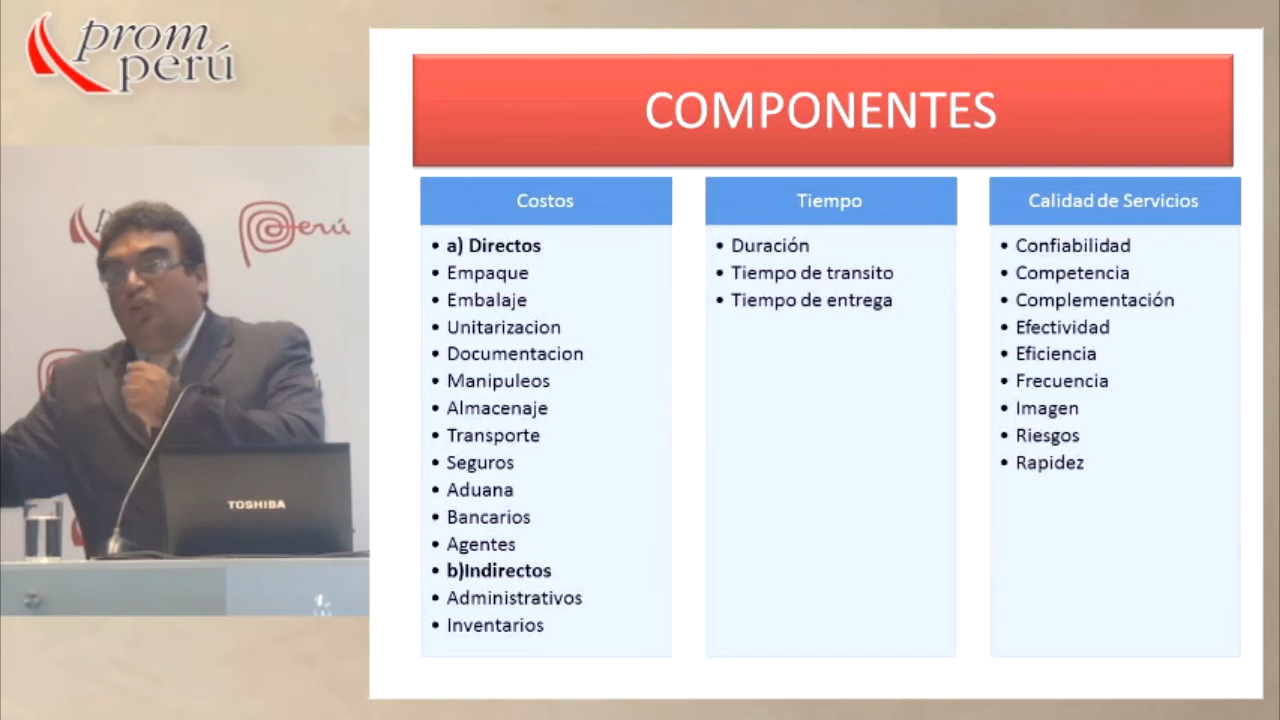 prom
perú
Perú
TOSHIBA
COMPONENTES
Costos
• a) Directos
• Empaque
• Embalaje
• Unitarizacion
• Documentacion
• Manipuleos
• Almacenaje
• Transporte
• Seguros
• Aduana
• Bancarios
• Agentes
• b)Indirectos
• Administrativos
• Inventarios
Tiempo
• Duración
• Tiempo de transito
• Tiempo de entrega
Calidad de Servicios
• Confiabilidad
• Competencia
• Complementación
• Efectividad
• Eficiencia
• Frecuencia
• Imagen
• Riesgos
• Rapidez